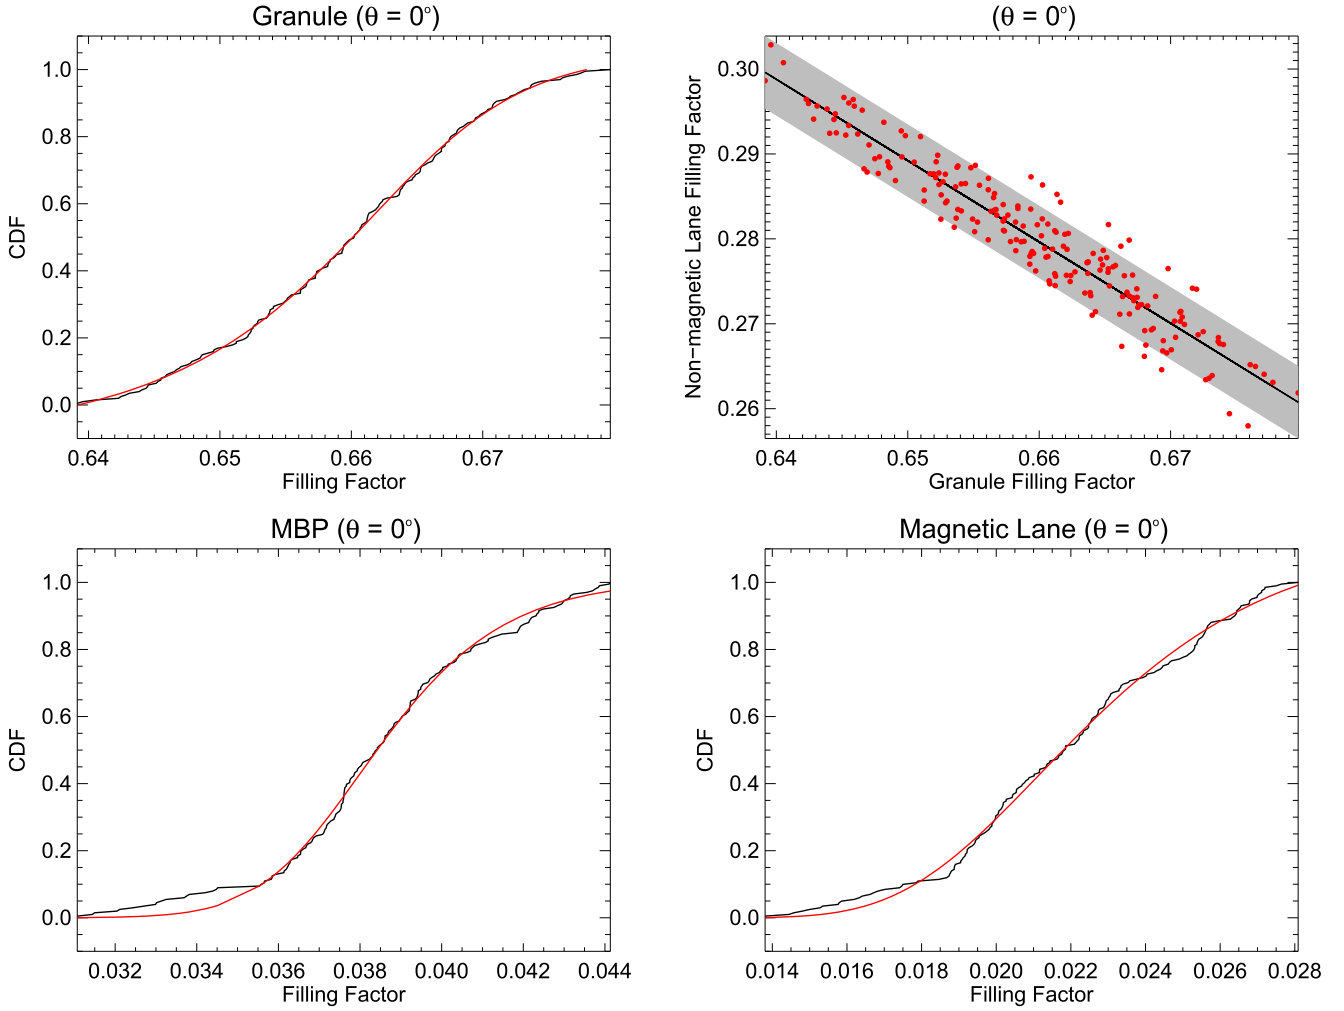 Granule (θ = 0°)
1.0
0.8
0.6
0.4
0.2
0.0
CDF
0.64 0.65 0.66 0.67
Filling Factor
(θ = 0°)
0.30
0.29
0.28
0.27
0.26
Non−magnetic Lane Filling Factor
0.64 0.65 0.66 0.67
Granule Filling Factor
MBP (θ = 0°)
1.0
0.8
0.6
0.4
0.2
0.0
CDF
0.032 0.034 0.036 0.038 0.040 0.042 0.044
Filling Factor
Magnetic Lane (θ = 0°)
1.0
0.8
0.6
0.4
0.2
0.0
CDF
0.014 0.016 0.018 0.020 0.022 0.024 0.026 0.028
Filling Factor